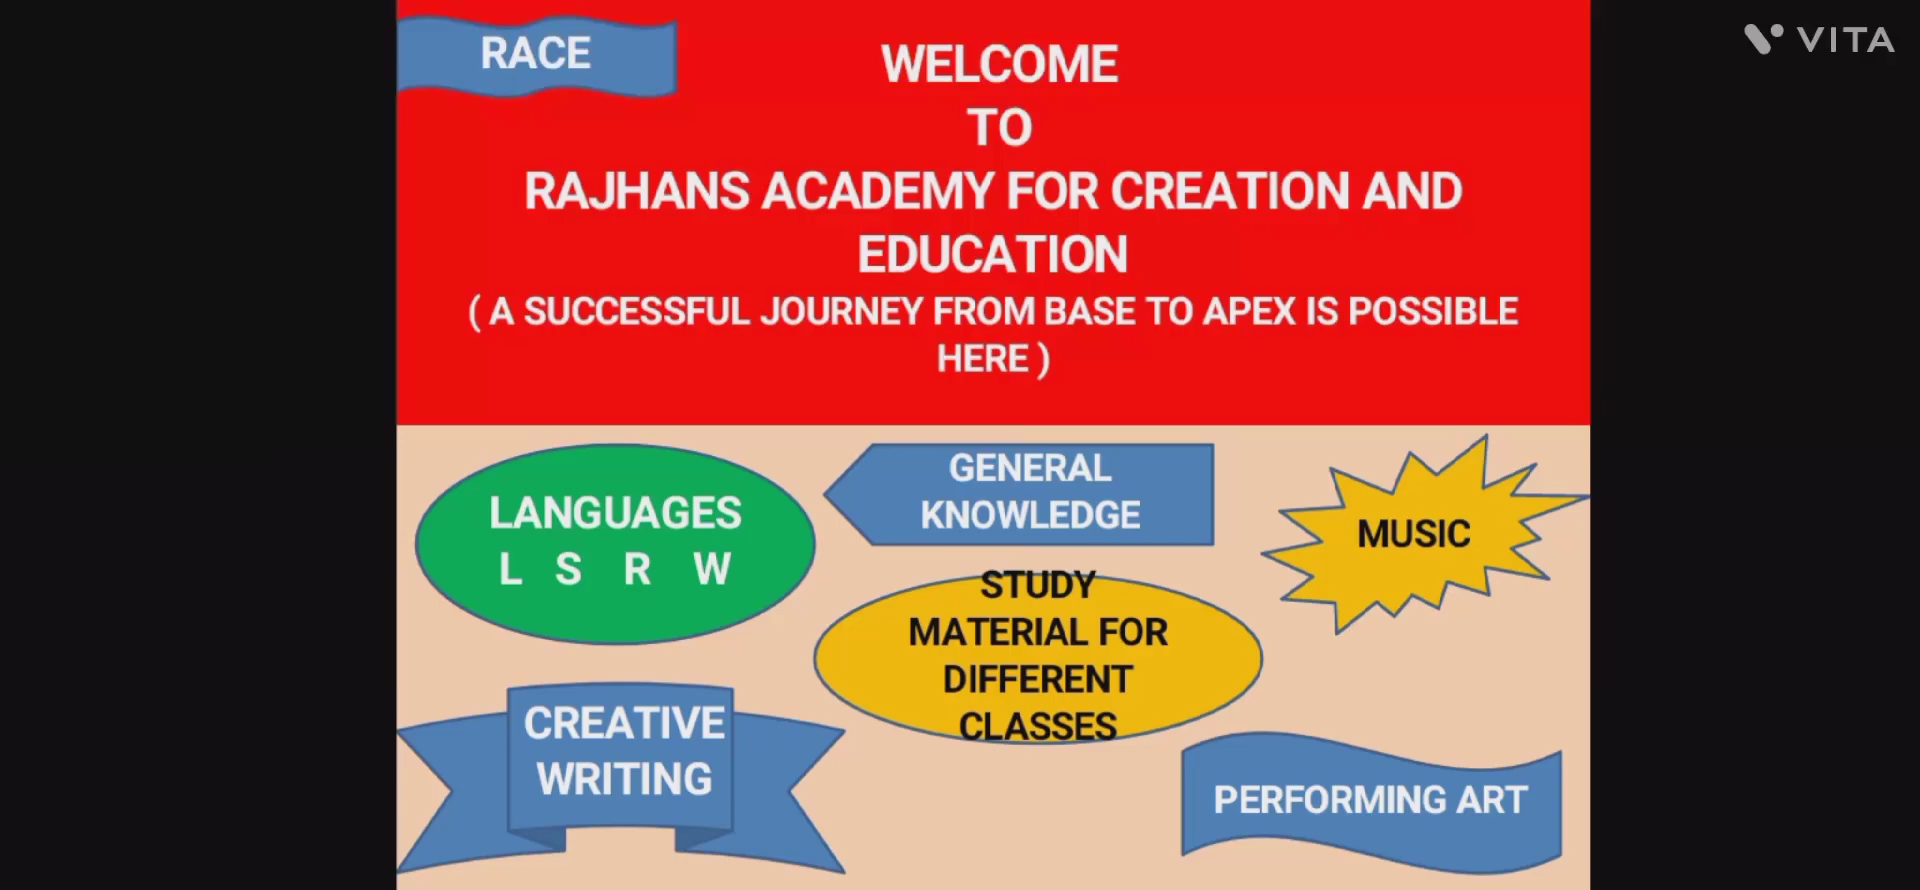 RACE
VITA
WELCOME
TO
RAJHANS ACADEMY FOR CREATION AND
EDUCATION
( A SUCCESSFUL JOURNEY FROM BASE TO APEX IS POSSIBLE
HERE )
LANGUAGES
L S R W
GENERAL
KNOWLEDGE
MUSIC
STUDY
MATERIAL FOR
DIFFERENT
CLASSES
CREATIVE
WRITING
PERFORMING ART